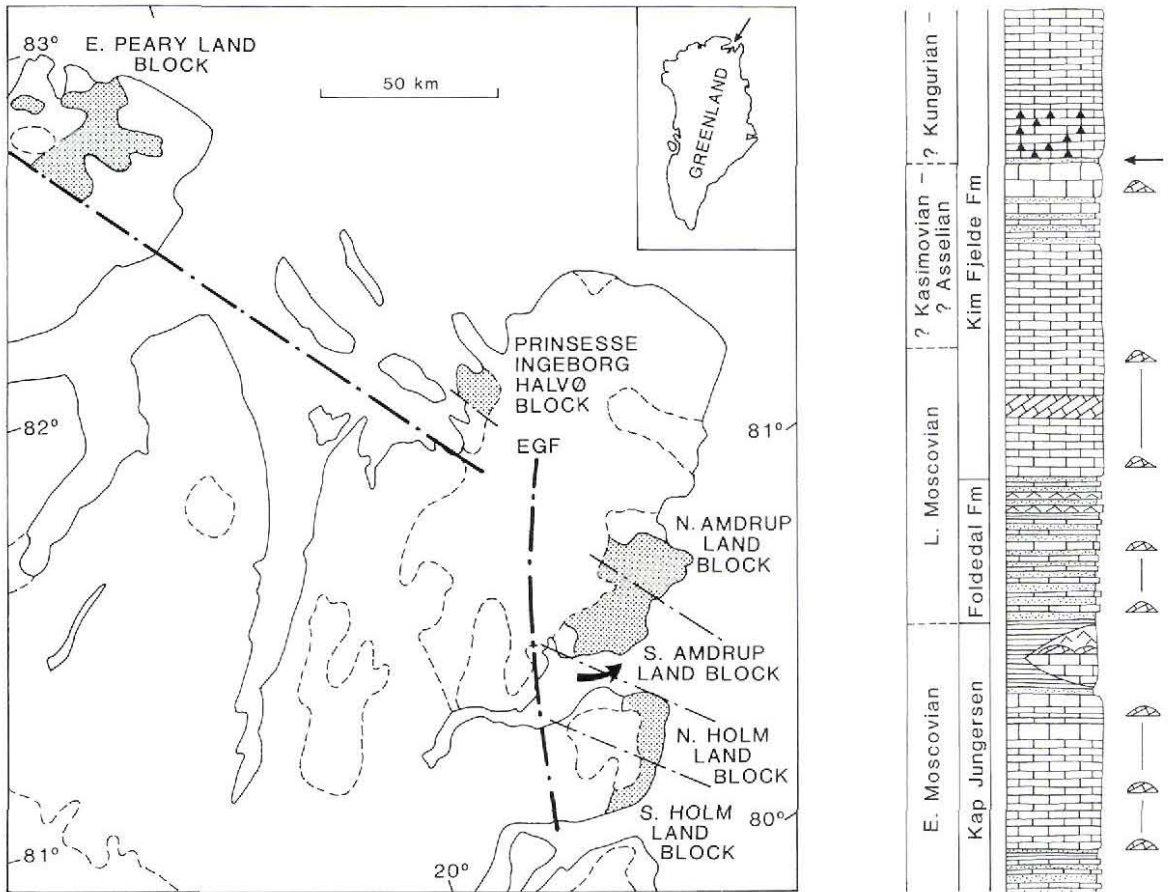 83°
E. PEARY LAND
BLOCK
50 km
GREENLAND
PRINSESSE
INGEBORG
HALVØ
BLOCK
82°
81°
EGF
N. AMDRUP
LAND
BLOCK
S. AMDRUP
LAND BLOCK
N. HOLM
LAND
BLOCK
S. HOLM
LAND
BLOCK
80°
81°
20°
? Kungurian –
? Kasimovian –
? Asselian
L. Moscovian
E. Moscovian
Kim Fjelde Fm
Foldedal Fm
Kap Jungersen